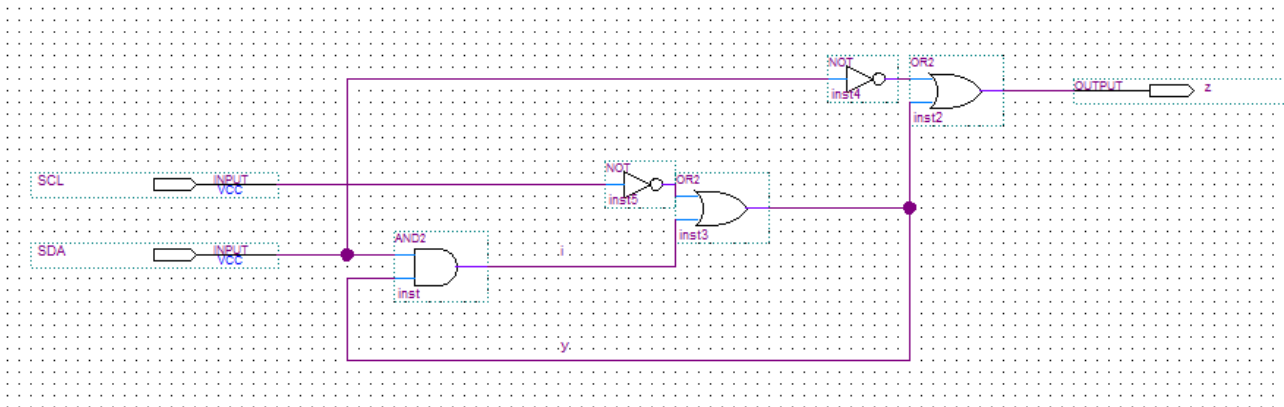 NOT
OR2
inst4
inst2
OUTPUT
z
SCL
INPUT
VCC
NOT
OR2
inst5
inst3
SDA
INPUT
VCC
AND2
i
inst
y